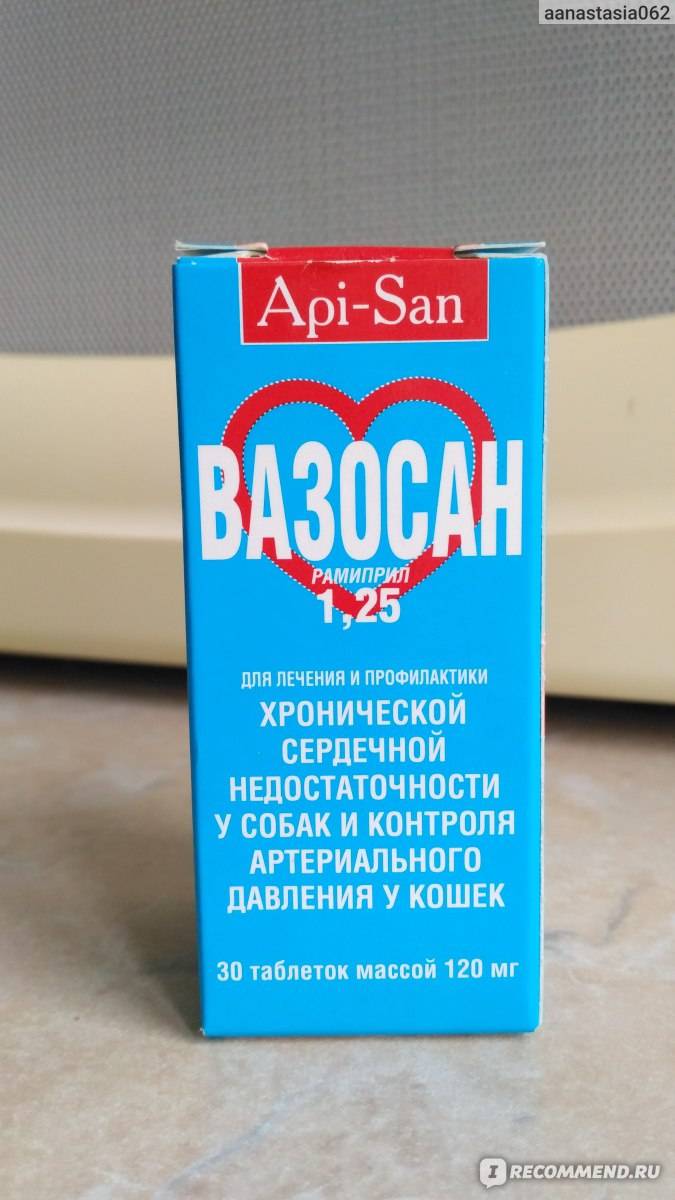 aanastasia062
Api-San
ВАЗОСАН
РАМИПРИЛ
1,25
ДЛЯ ЛЕЧЕНИЯ И ПРОФИЛАКТИКИ
ХРОНИЧЕСКОЙ
СЕРДЕЧНОЙ
НЕДОСТАТОЧНОСТИ
У СОБАК И КОНТРОЛЯ
АРТЕРИАЛЬНОГО
ДАВЛЕНИЯ У КОШЕК
30 таблеток массой 120 мг
I RECOMMEND.RU